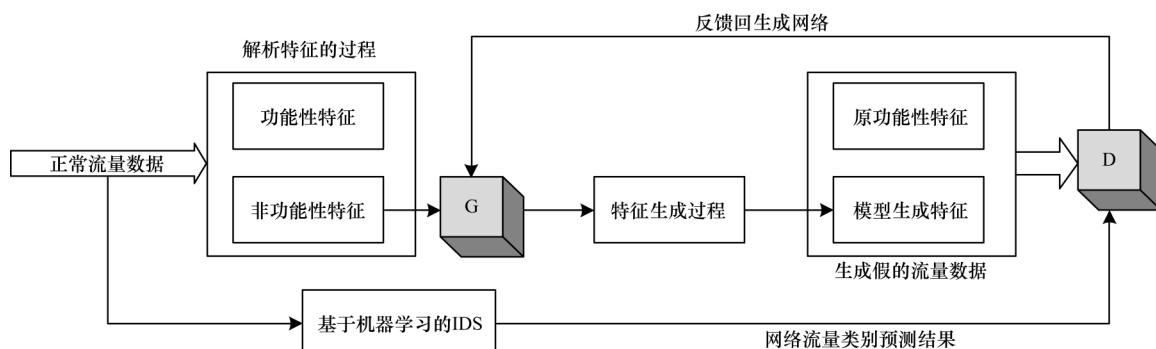 反馈回生成网络
解析特征的过程
功能性特征
原功能性特征
正常流量数据
D
非功能性特征
G
特征生成过程
模型生成特征
生成假的流量数据
基于机器学习的IDS
网络流量类别预测结果